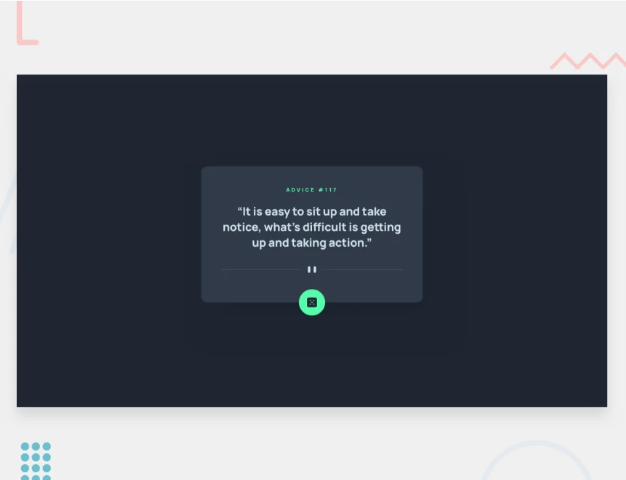 ADVICE #117
“It is easy to sit up and take
notice, what's difficult is getting
up and taking action.”